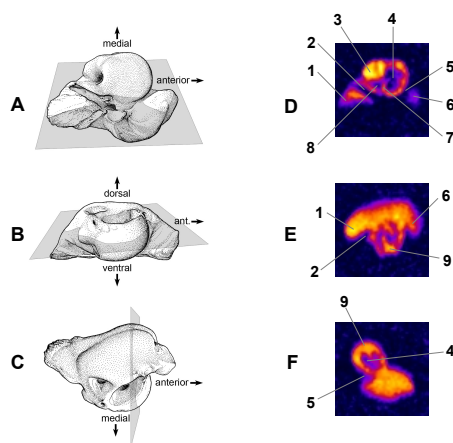 medial
anterior
A
3
4
2
5
1
6
D
8
7
dorsal
ant.
B
ventral
1
6
E
2
9
9
C
anterior
4
F
medial
5